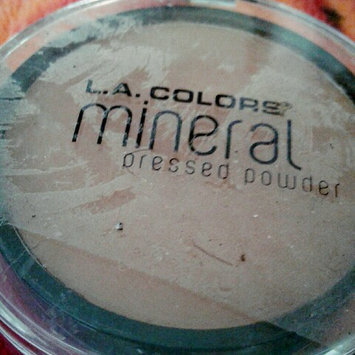 L.A. COLORS®
mineral
pressed powder